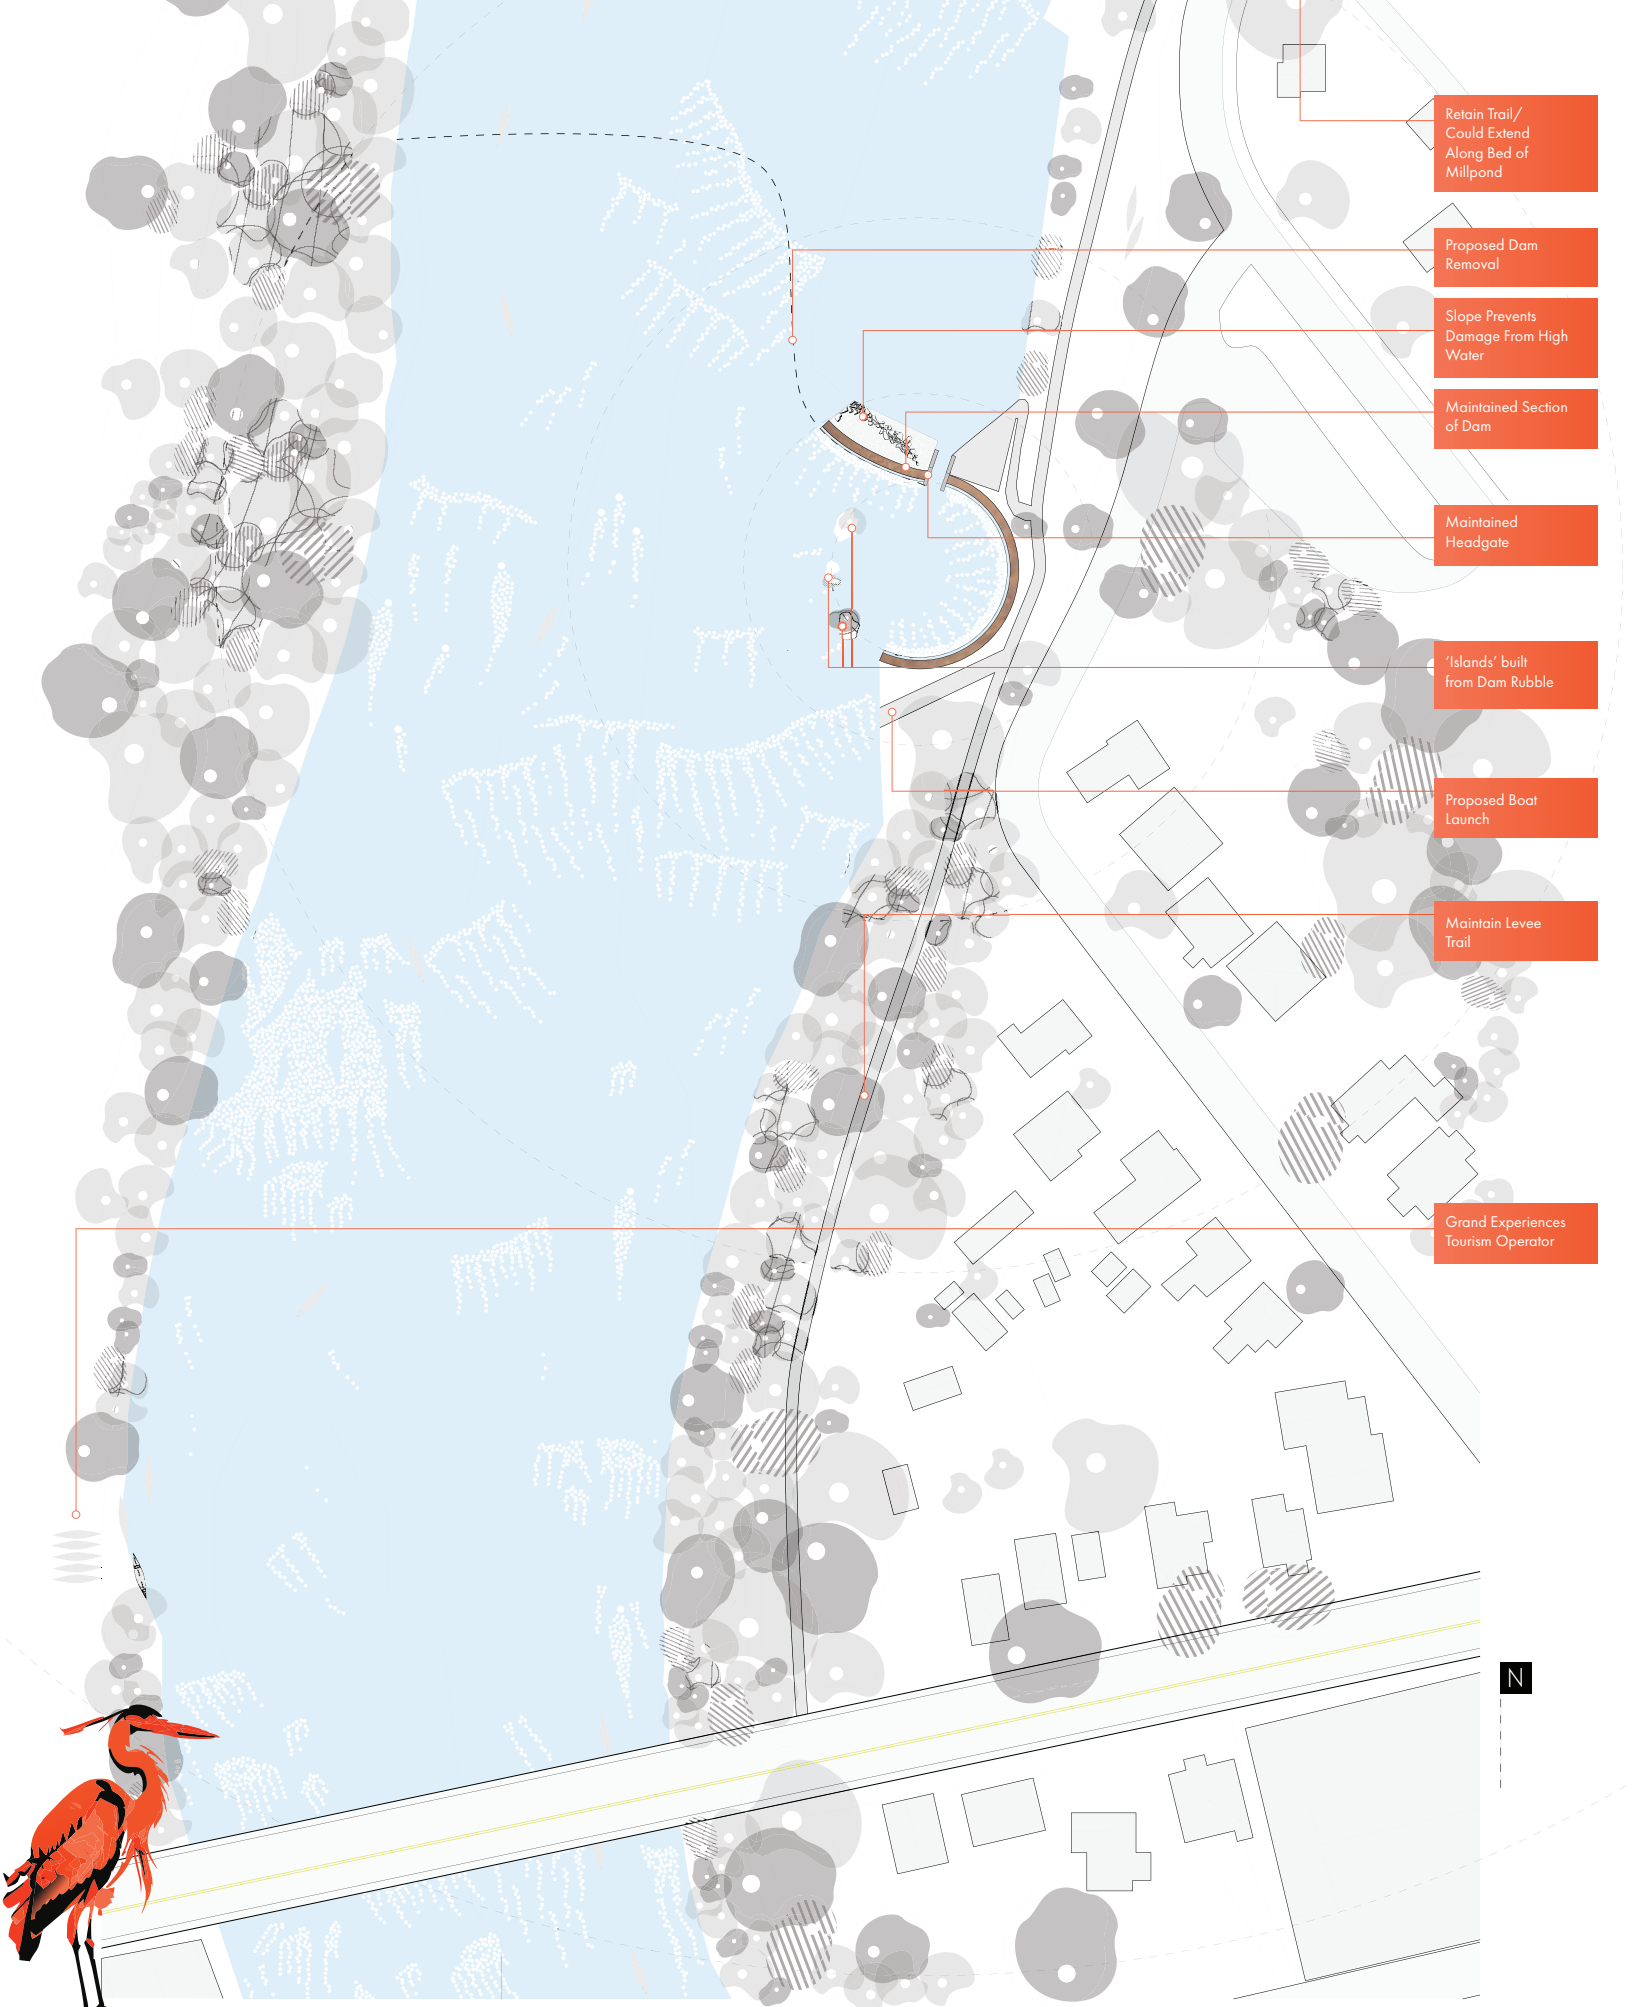 Retain Trail/
Could Extend
Along Bed of
Millpond
Proposed Dam
Removal
Slope Prevents
Damage From High
Water
Maintained Section
of Dam
Maintained
Headgate
‘Islands’ built
from Dam Rubble
Proposed Boat
Launch
Maintain Levee
Trail
Grand Experiences
Tourism Operator
N